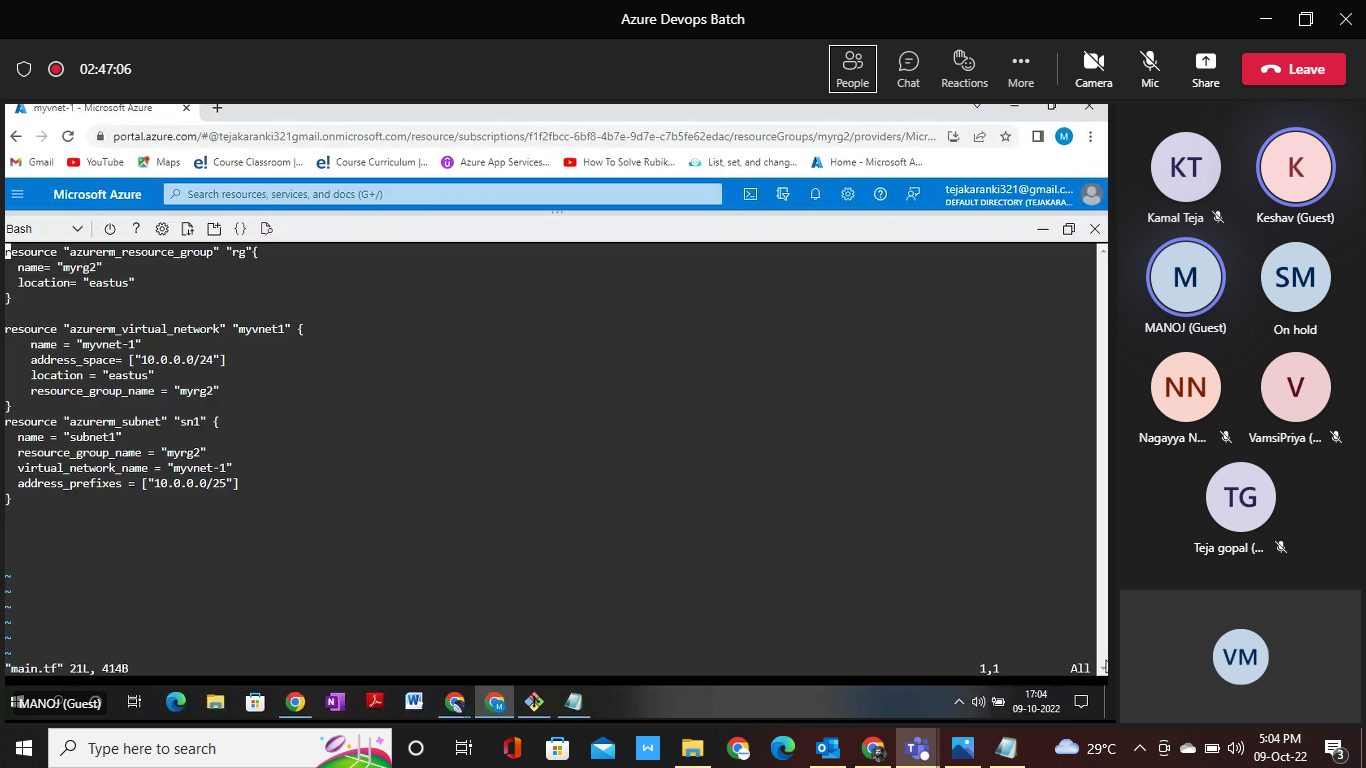 Azure Devops Batch
02:47:06
People
Chat
Reactions
More
Camera
Mic
Share
Leave
myvnet-1 - Microsoft Azure
portal.azure.com/#@tejakaranki321gmail.onmicrosoft.com/resource/subscriptions/f1f2fbcc-6bf8-4b7e-9d7e-c7b5fe62edac/resourceGroups/myrg2/providers/Micr...
M
Gmail
YouTube
Maps
Course Classroom |...
Course Curriculum |...
Azure App Services...
How To Solve Rubik...
List, set, and chang...
Home - Microsoft A...
Microsoft Azure
Search resources, services, and docs (G+/)
tejakaranki321@gmail.c...
DEFAULT DIRECTORY (TEJAKARA...
Bash
resource "azurerm_resource_group" "rg"{
name= "myrg2"
location= "eastus"
}
resource "azurerm_virtual_network" "myvnet1" {
name = "myvnet-1"
address_space= ["10.0.0.0/24"]
location = "eastus"
resource_group_name = "myrg2"
}
resource "azurerm_subnet" "sn1" {
name = "subnet1"
resource_group_name = "myrg2"
virtual_network_name = "myvnet-1"
address_prefixes = ["10.0.0.0/25"]
}
~
~
~
~
~
~
"main.tf" 21L, 414B
1,1
All
KT
Kamal Teja
K
Keshav (Guest)
M
MANOJ (Guest)
SM
On hold
NN
Nagayya N...
V
VamsiPriya (...
TG
Teja gopal (...
VM
MANOJ (Guest)
17:04
09-10-2022
Type here to search
29°C
5:04 PM
09-Oct-22
3